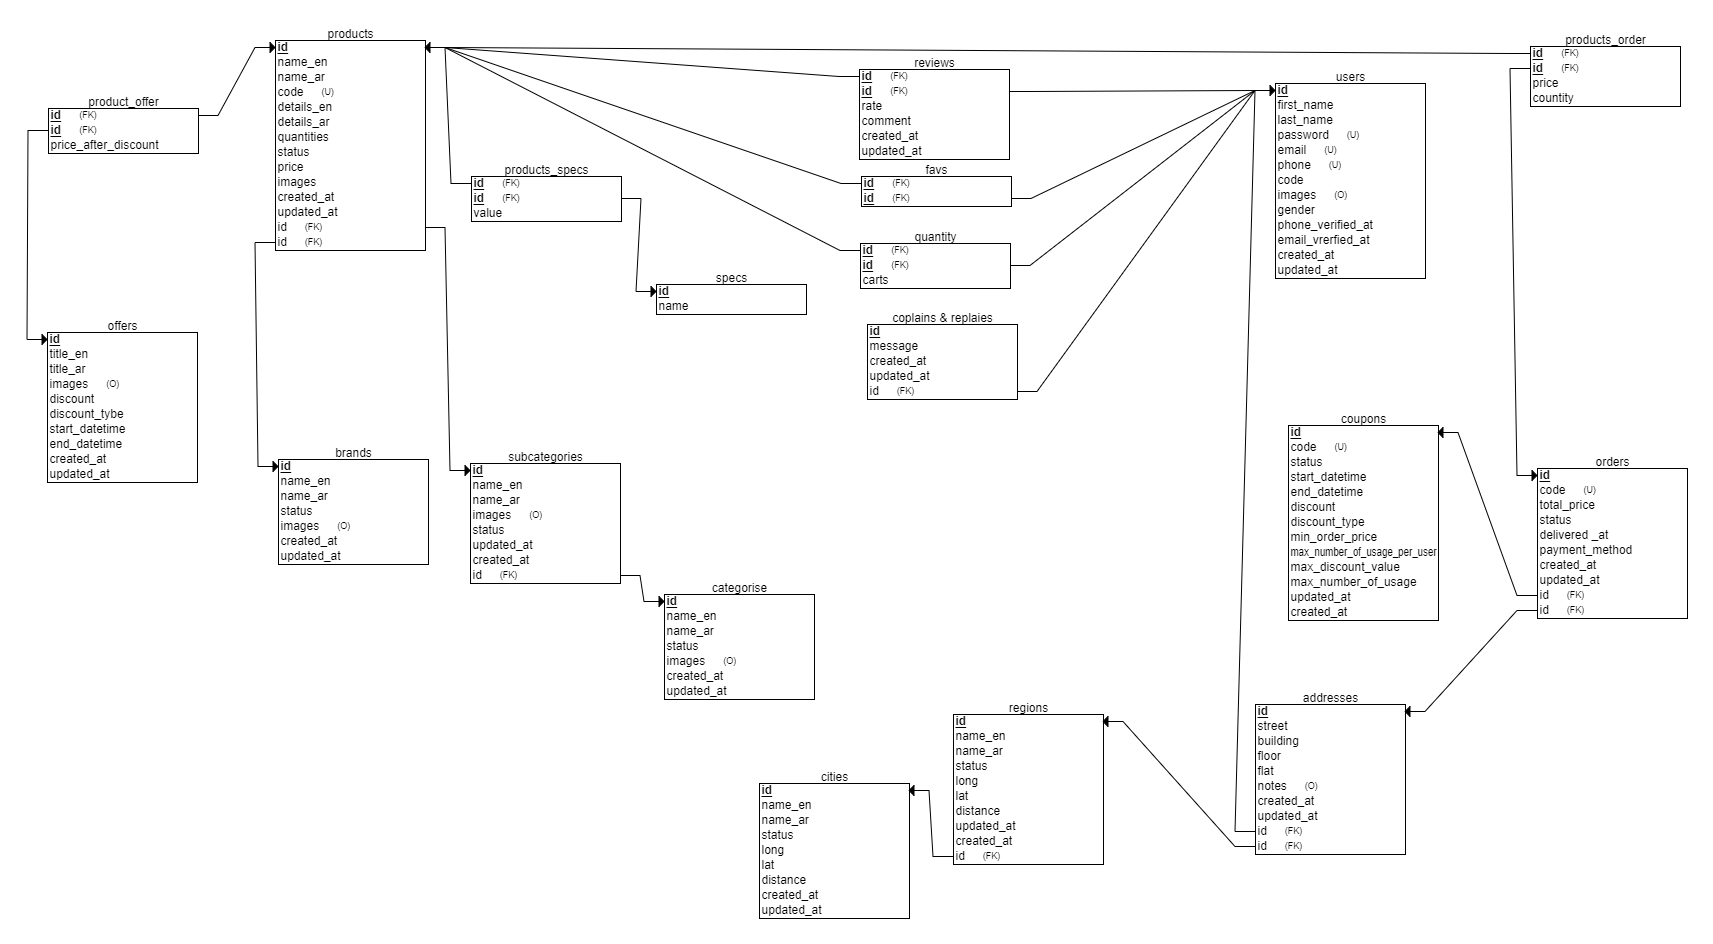 products
id
name_en
name_ar
code (U)
details_en
details_ar
quantities
status
price
images
created_at
updated_at
id (FK)
id (FK)
product_offer
id (FK)
id (FK)
price_after_discount
offers
id
title_en
title_ar
images (O)
discount
discount_tybe
start_datetime
end_datetime
created_at
updated_at
brands
id
name_en
name_ar
status
images (O)
created_at
updated_at
products_specs
id (FK)
id (FK)
value
specs
id
name
subcategories
id
name_en
name_ar
images (O)
status
updated_at
created_at
id (FK)
categorise
id
name_en
name_ar
status
images (O)
created_at
updated_at
reviews
id (FK)
id (FK)
rate
comment
created_at
updated_at
favs
id (FK)
id (FK)
quantity
id (FK)
id (FK)
carts
coplains & replaies
id
message
created_at
updated_at
id (FK)
users
id
first_name
last_name
password (U)
email (U)
phone (U)
code
images (O)
gender
phone_verified_at
email_vrerfied_at
created_at
updated_at
products_order
id (FK)
id (FK)
price
countity
coupons
id
code (U)
status
start_datetime
end_datetime
discount
discount_type
min_order_price
max_number_of_usage_per_user
max_discount_value
max_number_of_usage
updated_at
created_at
orders
id
code (U)
total_price
status
delivered _at
payment_method
created_at
updated_at
id (FK)
id (FK)
addresses
id
street
building
floor
flat
notes (O)
created_at
updated_at
id (FK)
id (FK)
regions
id
name_en
name_ar
status
long
lat
distance
updated_at
created_at
id (FK)
cities
id
name_en
name_ar
status
long
lat
distance
created_at
updated_at